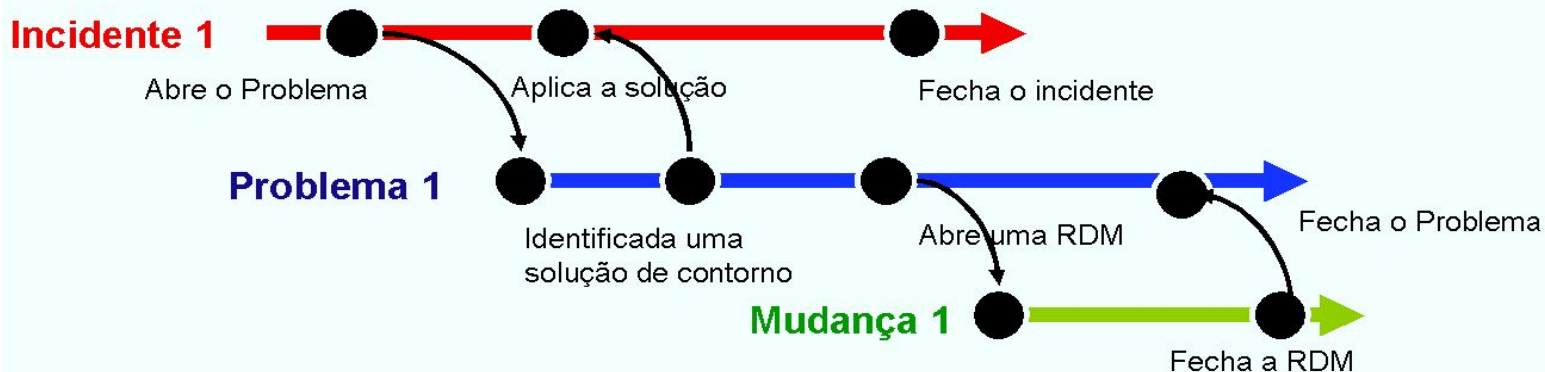 Incidente 1
Abre o Problema
Aplica a solução
Fecha o incidente
Problema 1
Identificada uma
solução de contorno
Abre uma RDM
Fecha o Problema
Mudança 1
Fecha a RDM